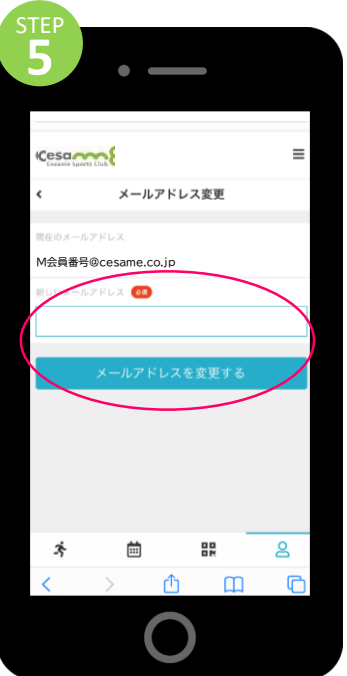 STEP
5
Cesame
Cesame Sports Club
メールアドレス変更
現在のメールアドレス
M会員番号@cesame.co.jp
新しいメールアドレス 必須
メールアドレスを変更する